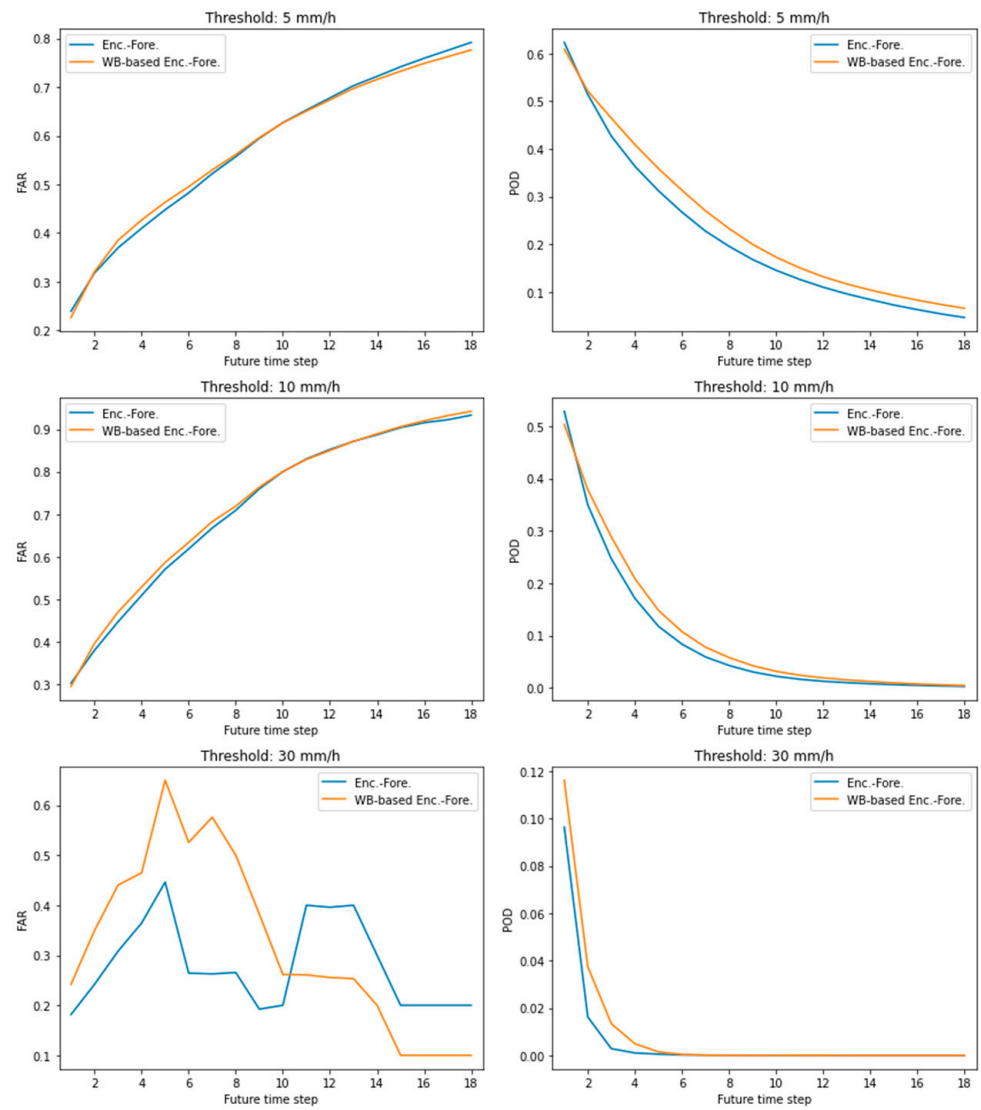 Threshold: 5 mm/h
Enc.-Fore.
WB-based Enc.-Fore.
0.8
0.7
0.6
0.5
0.4
0.3
0.2
FAR
2 4 6 8 10 12 14 16 18
Future time step
Threshold: 5 mm/h
Enc.-Fore.
WB-based Enc.-Fore.
0.6
0.5
0.4
0.3
0.2
0.1
POD
2 4 6 8 10 12 14 16 18
Future time step
Threshold: 10 mm/h
Enc.-Fore.
WB-based Enc.-Fore.
0.9
0.8
0.7
0.6
0.5
0.4
0.3
FAR
2 4 6 8 10 12 14 16 18
Future time step
Threshold: 10 mm/h
Enc.-Fore.
WB-based Enc.-Fore.
0.5
0.4
0.3
0.2
0.1
0.0
POD
2 4 6 8 10 12 14 16 18
Future time step
Threshold: 30 mm/h
Enc.-Fore.
WB-based Enc.-Fore.
0.6
0.5
0.4
0.3
0.2
0.1
FAR
2 4 6 8 10 12 14 16 18
Future time step
Threshold: 30 mm/h
Enc.-Fore.
WB-based Enc.-Fore.
0.12
0.10
0.08
0.06
0.04
0.02
0.00
POD
2 4 6 8 10 12 14 16 18
Future time step